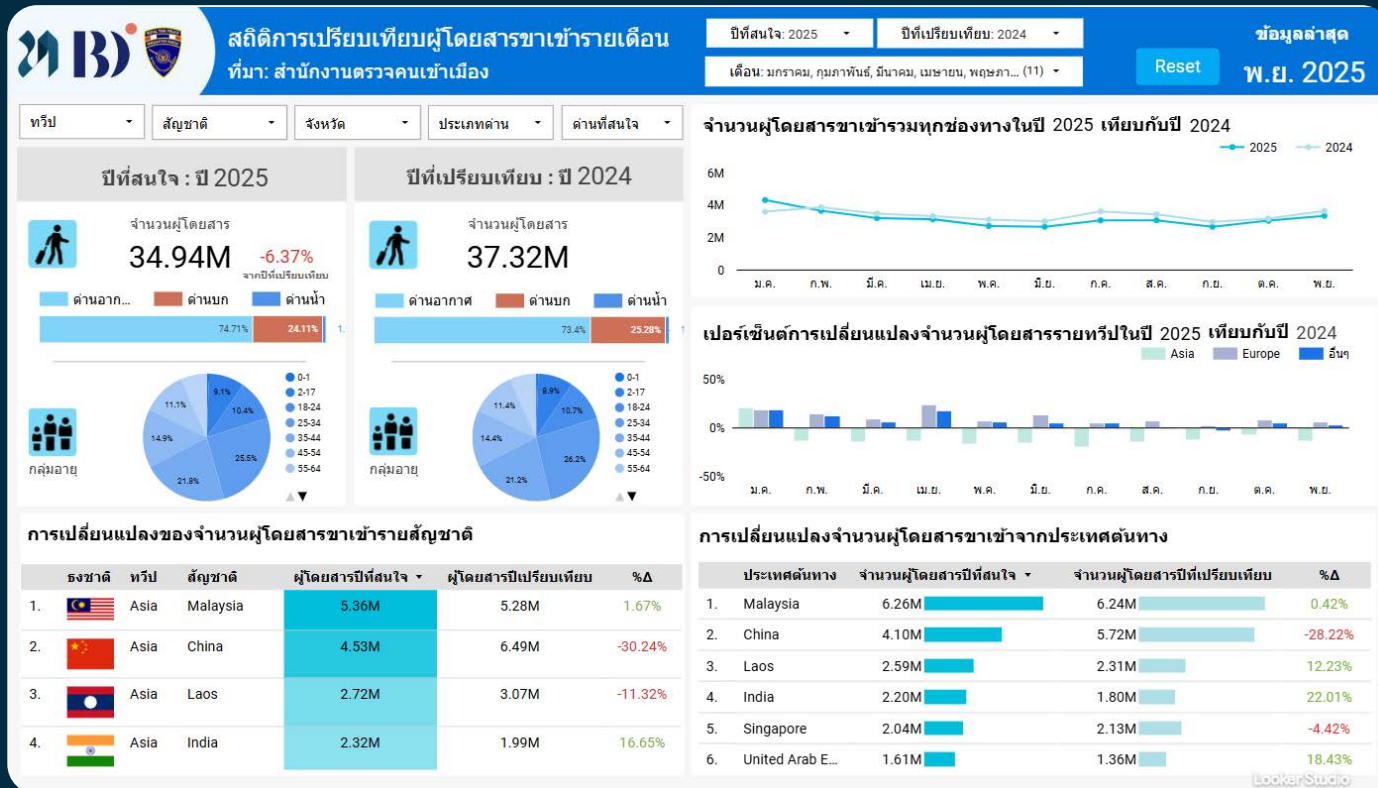 สถิติการเปรียบเทียบผู้โดยสารขาเข้ารายเดือน
ที่มา: สำนักงานตรวจคนเข้าเมือง
ปีที่สนใจ: 2025
ปีที่เปรียบเทียบ: 2024
เดือน: มกราคม, กุมภาพันธ์, มีนาคม, เมษายน, พฤษภา... (11)
Reset
ข้อมูลล่าสุด
พ.ย. 2025
ทวีป สัญชาติ จังหวัด ประเภทด่าน ด่านที่สนใจ
ปีที่สนใจ : ปี 2025
จำนวนผู้โดยสาร
34.94M -6.37%
จากปีที่เปรียบเทียบ
ด่านอาก... ด่านบก ด่านน้ำ
74.71% 24.11% 1.
9.1%
10.4%
25.5%
21.8%
14.9%
11.1%
0-1
2-17
18-24
25-34
35-44
45-54
55-64
กลุ่มอายุ
ปีที่เปรียบเทียบ : ปี 2024
จำนวนผู้โดยสาร
37.32M
ด่านอากาศ ด่านบก ด่านน้ำ
73.4% 25.28% 1
8.9%
10.7%
26.2%
21.2%
14.4%
11.4%
0-1
2-17
18-24
25-34
35-44
45-54
55-64
กลุ่มอายุ
จำนวนผู้โดยสารขาเข้ารวมทุกช่องทางในปี 2025 เทียบกับปี 2024
2025 2024
6M
4M
2M
0
ม.ค. ก.พ. มี.ค. เม.ย. พ.ค. มิ.ย. ก.ค. ส.ค. ก.ย. ต.ค. พ.ย.
เปอร์เซ็นต์การเปลี่ยนแปลงจำนวนผู้โดยสารรายทวีปในปี 2025 เทียบกับปี 2024
Asia Europe อื่นๆ
50%
0%
-50%
ม.ค. ก.พ. มี.ค. เม.ย. พ.ค. มิ.ย. ก.ค. ส.ค. ก.ย. ต.ค. พ.ย.
การเปลี่ยนแปลงของจำนวนผู้โดยสารขาเข้ารายสัญชาติ
ธงชาติ ทวีป สัญชาติ ผู้โดยสารปีที่สนใจ ผู้โดยสารปีเปรียบเทียบ %Δ
1. Asia Malaysia 5.36M 5.28M 1.67%
2. Asia China 4.53M 6.49M -30.24%
3. Asia Laos 2.72M 3.07M -11.32%
4. Asia India 2.32M 1.99M 16.65%
การเปลี่ยนแปลงจำนวนผู้โดยสารขาเข้าจากประเทศต้นทาง
ประเทศต้นทาง จำนวนผู้โดยสารปีที่สนใจ จำนวนผู้โดยสารปีที่เปรียบเทียบ %Δ
1. Malaysia 6.26M 6.24M 0.42%
2. China 4.10M 5.72M -28.22%
3. Laos 2.59M 2.31M 12.23%
4. India 2.20M 1.80M 22.01%
5. Singapore 2.04M 2.13M -4.42%
6. United Arab E... 1.61M 1.36M 18.43%
Looker Studio